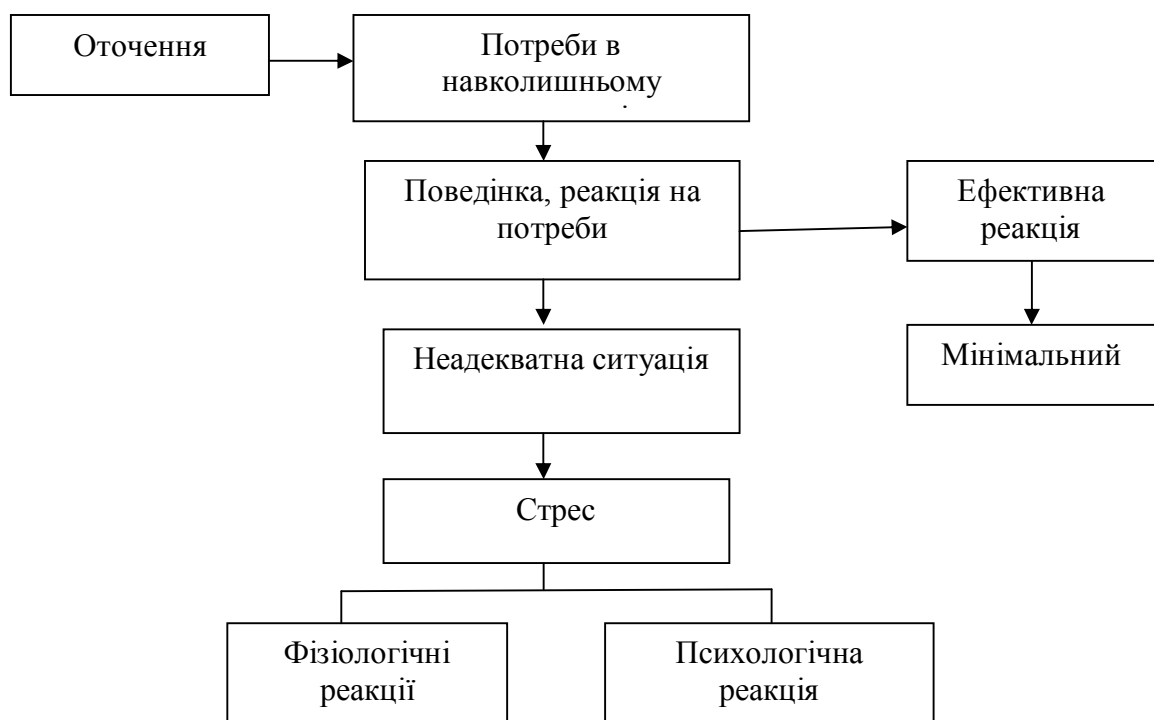 Оточення
Потреби в
навколишньому
Поведінка, реакція на
потреби
Ефективна
реакція
Неадекватна ситуація
Мінімальний
Стрес
Фізіологічні
реакції
Психологічна
реакція